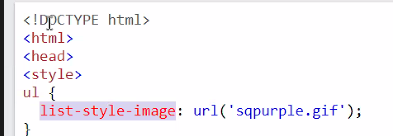 <!DOCTYPE html>
<html>
<head>
<style>
ul {
list-style-image: url('sqpurple.gif');
}